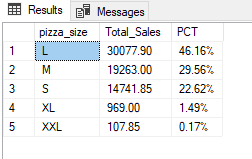 Results Messages
pizza_size Total_Sales PCT
1 L 30077.90 46.16%
2 M 19263.00 29.56%
3 S 14741.85 22.62%
4 XL 969.00 1.49%
5 XXL 107.85 0.17%